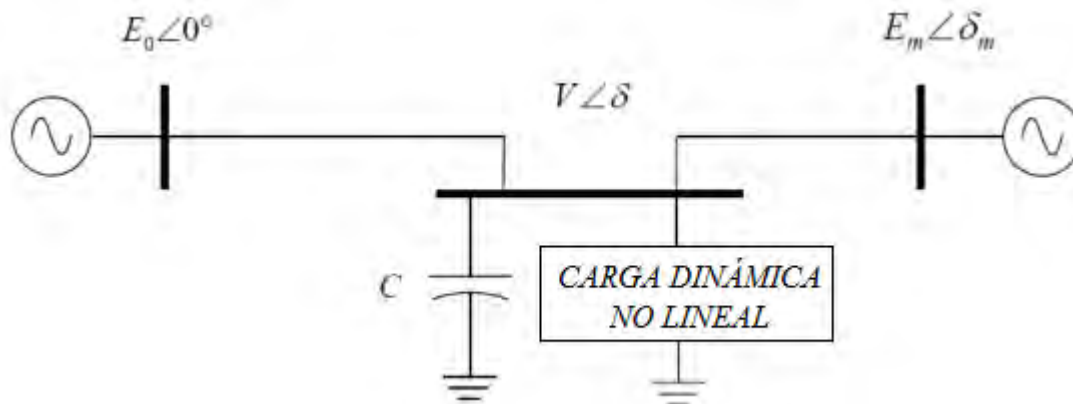 E₀∠0°
Eₘ∠δₘ
V∠δ
C
CARGA DINÁMICA
NO LINEAL